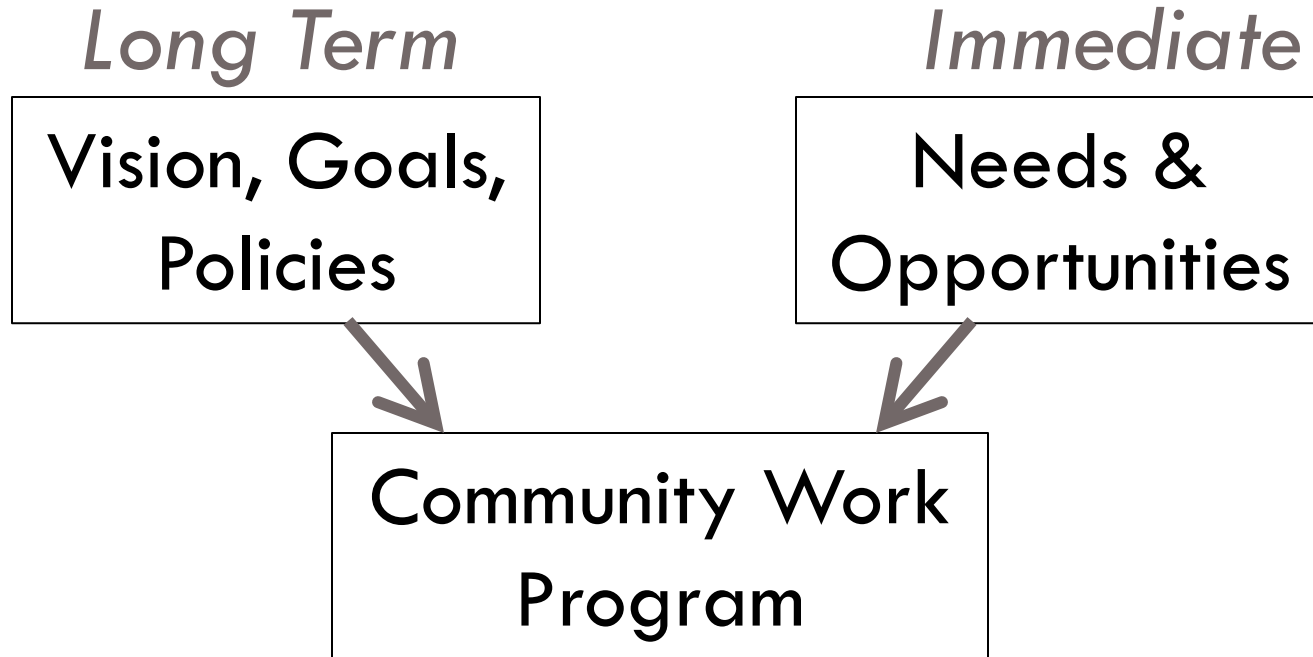 Long Term
Vision, Goals,
Policies
Immediate
Needs &
Opportunities
Community Work
Program